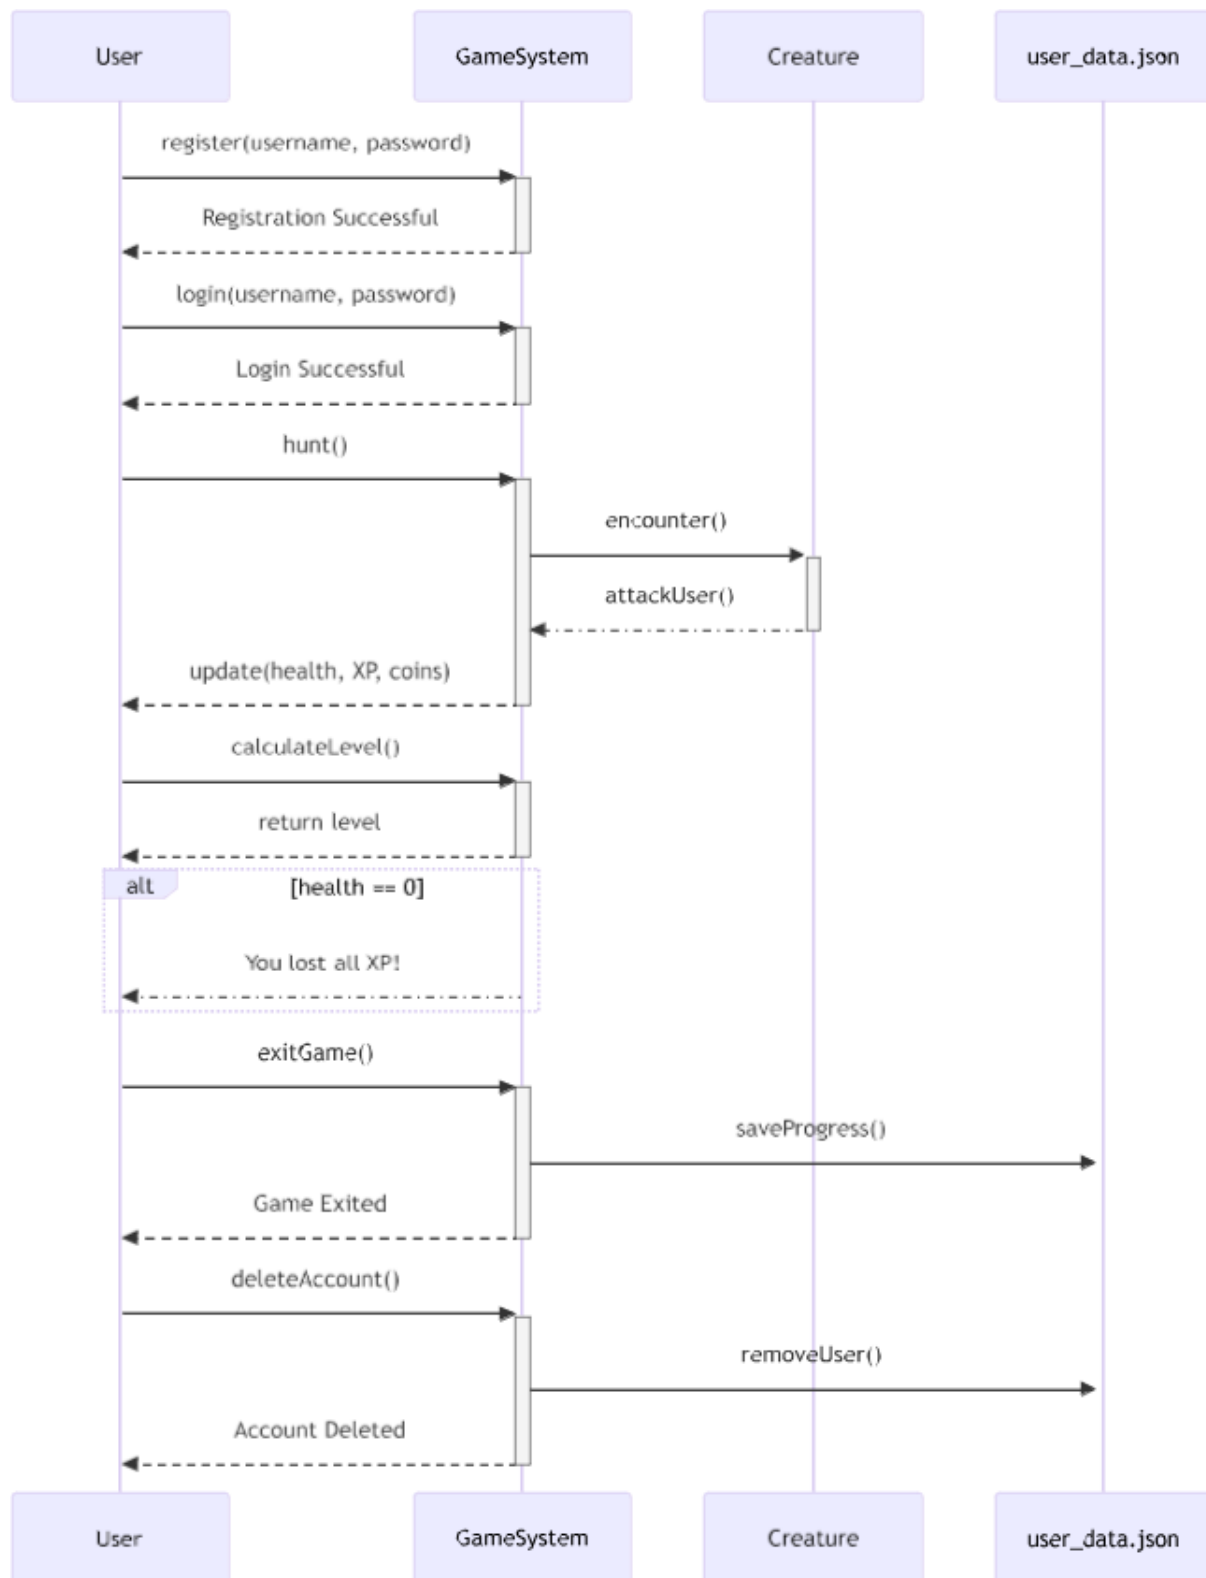 User
GameSystem
Creature
user_data.json
register(username, password)
Registration Successful
login(username, password)
Login Successful
hunt()
encounter()
attackUser()
update(health, XP, coins)
calculateLevel()
return level
alt
[health == 0]
You lost all XP!
exitGame()
saveProgress()
Game Exited
deleteAccount()
removeUser()
Account Deleted
User
GameSystem
Creature
user_data.json